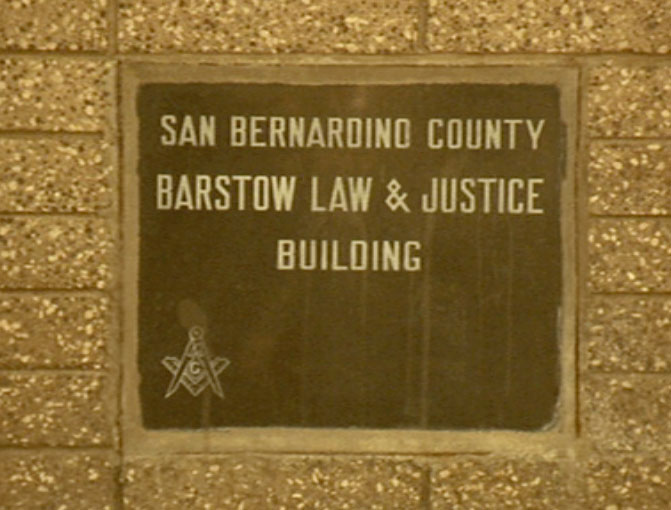 SAN BERNARDINO COUNTY
BARSTOW LAW & JUSTICE
BUILDING
G